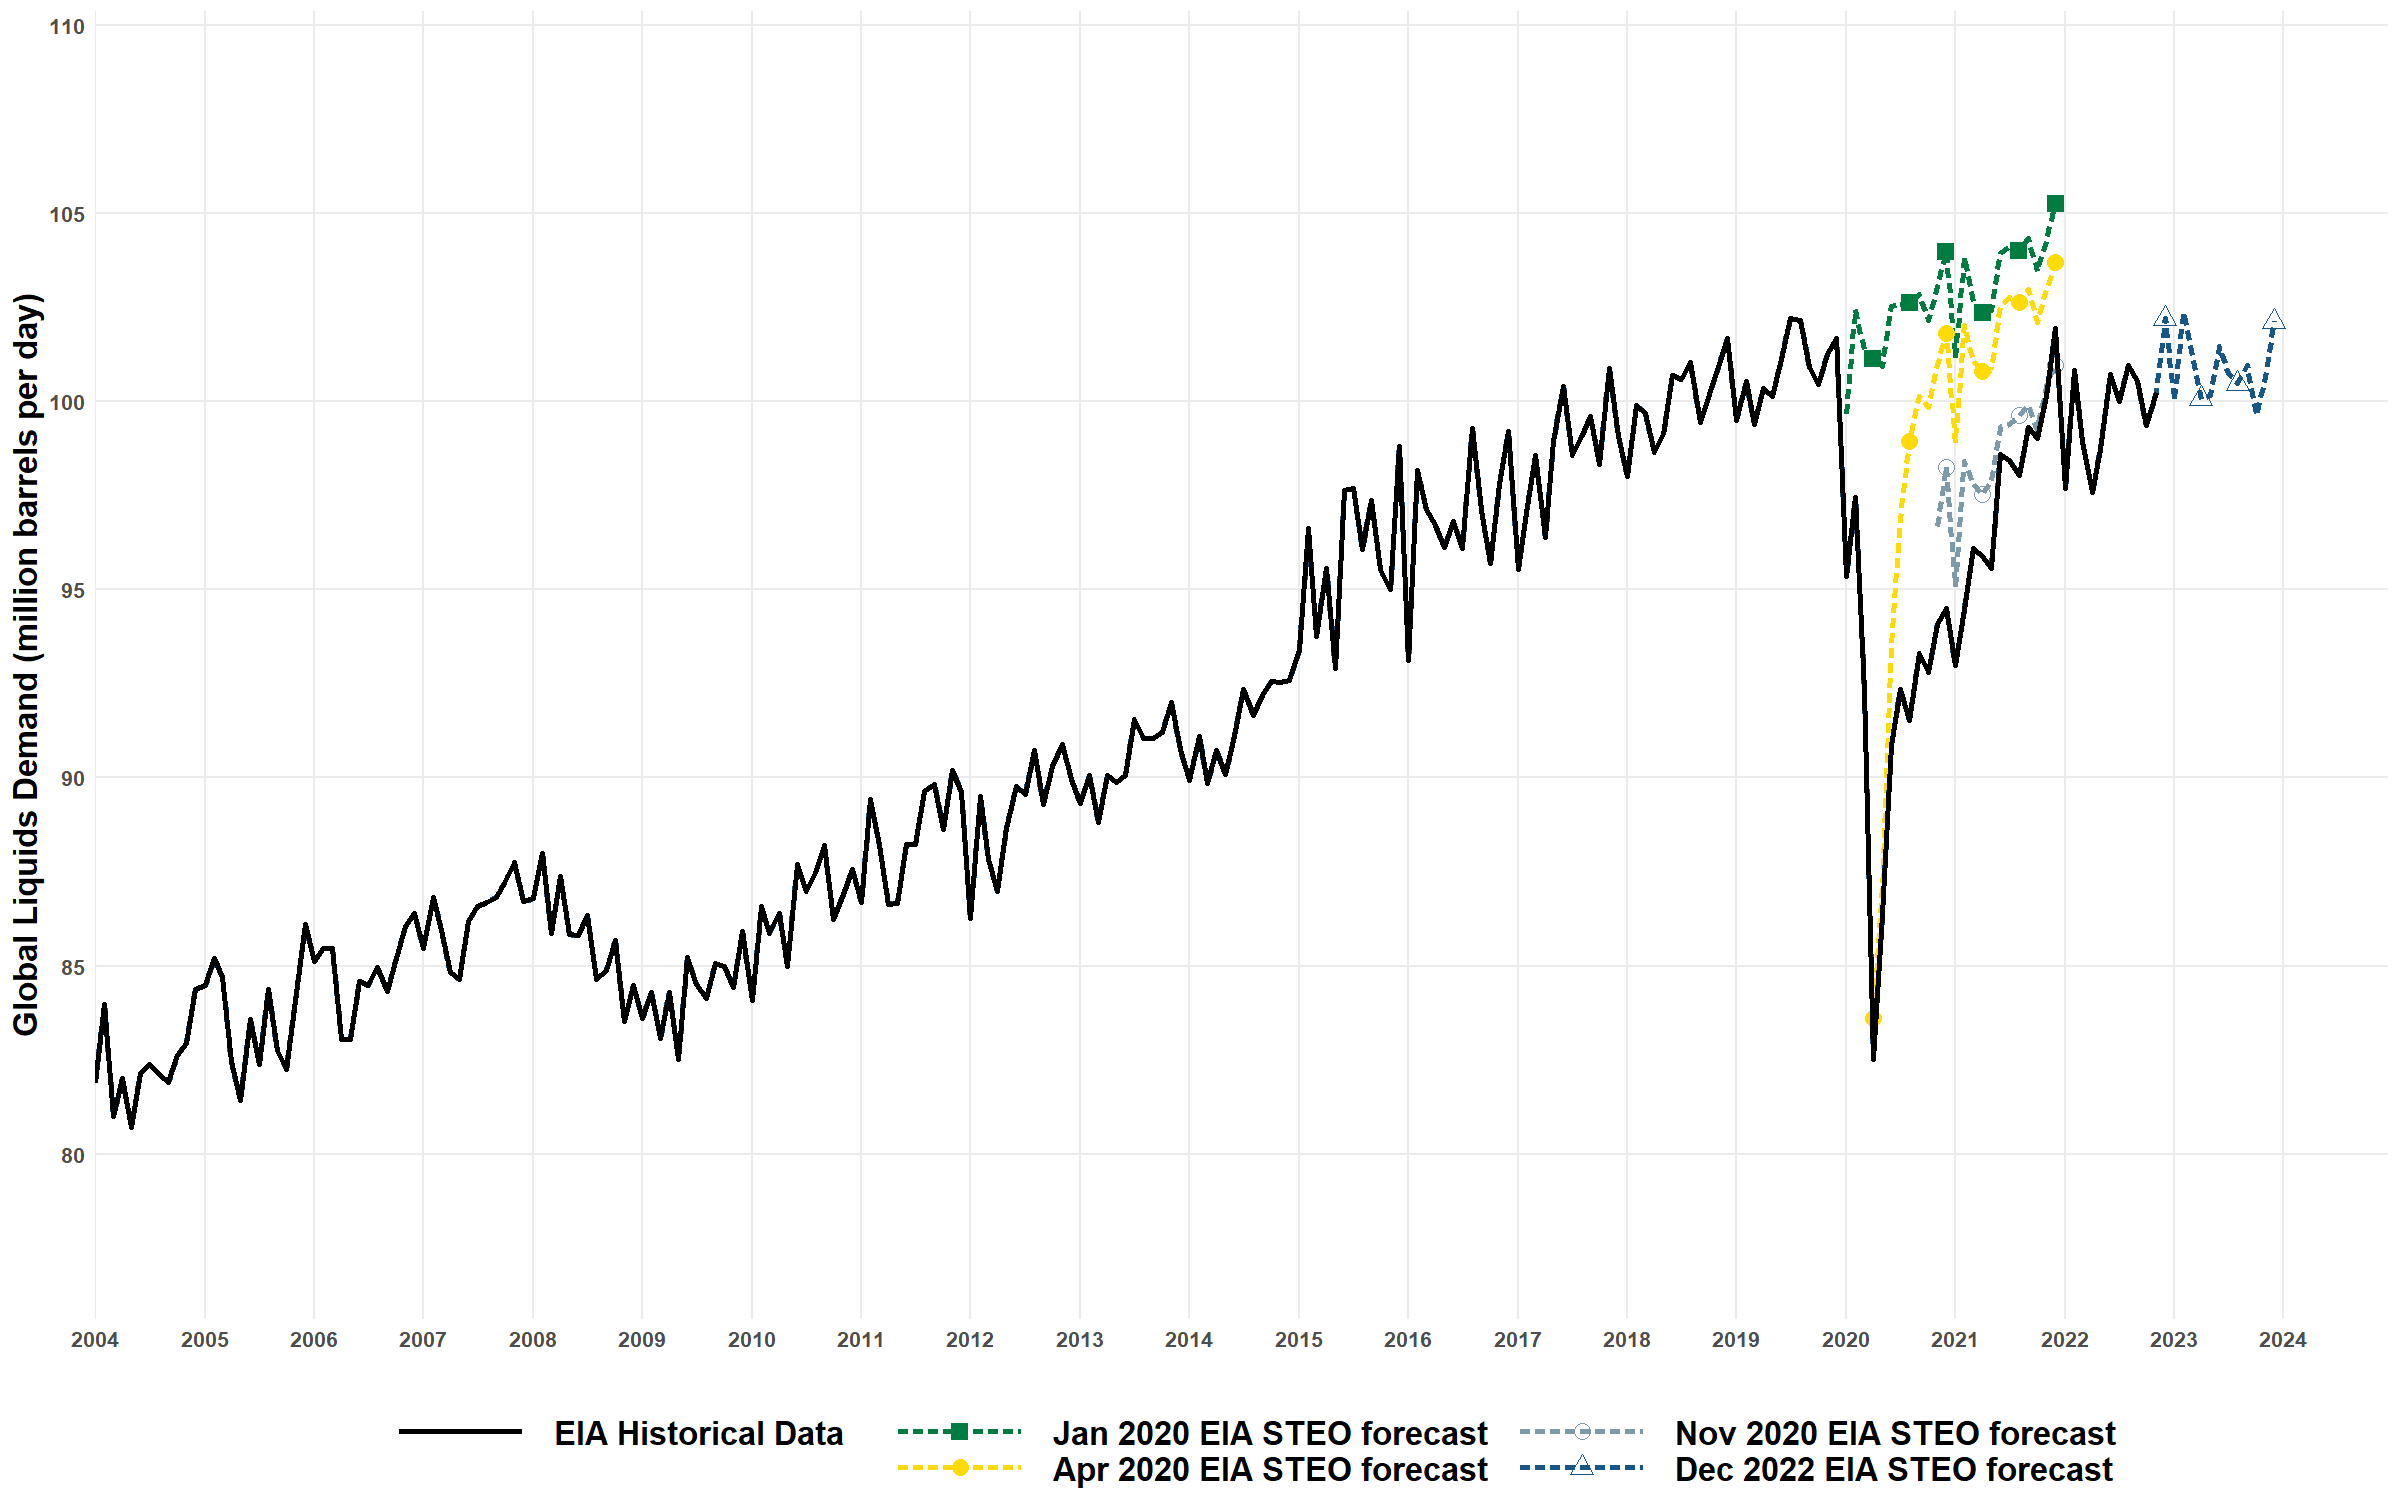 Global Liquids Demand (million barrels per day)
110
105
100
95
90
85
80
2004 2005 2006 2007 2008 2009 2010 2011 2012 2013 2014 2015 2016 2017 2018 2019 2020 2021 2022 2023 2024
EIA Historical Data Jan 2020 EIA STEO forecast Nov 2020 EIA STEO forecast
Apr 2020 EIA STEO forecast Dec 2022 EIA STEO forecast